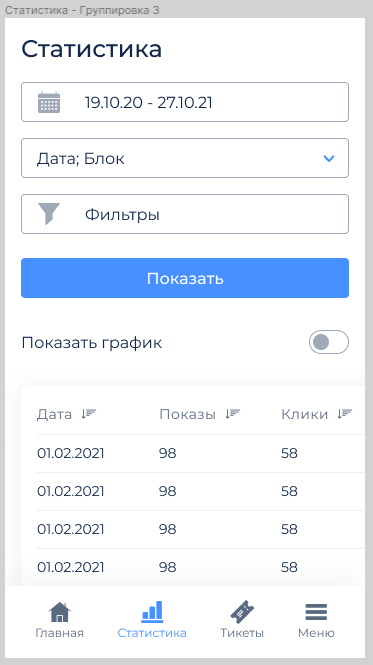 Статистика - Группировка 3
Статистика
19.10.20 - 27.10.21
Дата; Блок
Фильтры
Показать
Показать график
Дата Показы Клики
01.02.2021 98 58
01.02.2021 98 58
01.02.2021 98 58
01.02.2021 98 58
Главная Статистика Тикеты Меню